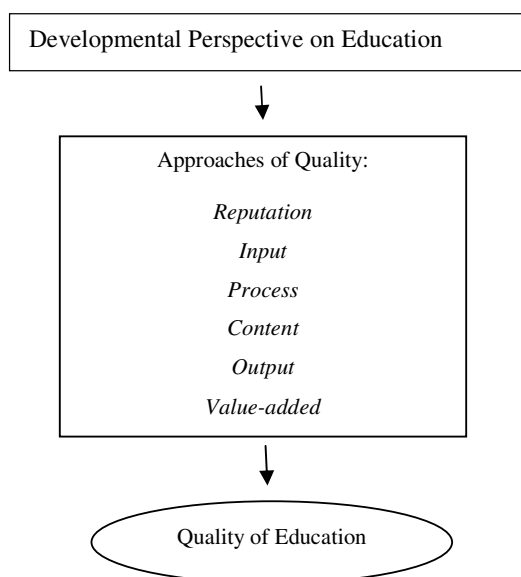 Developmental Perspective on Education
Approaches of Quality:
Reputation
Input
Process
Content
Output
Value-added
Quality of Education